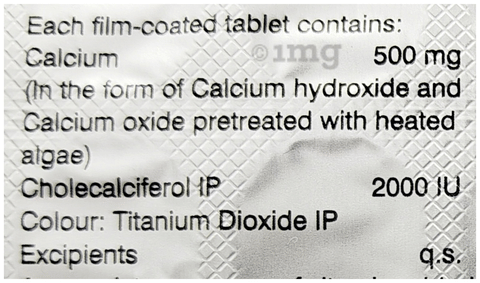 Each film-coated tablet contains:
1mg
Calcium 500 mg
(In the form of Calcium hydroxide and
Calcium oxide pretreated with heated
algae)
Cholecalciferol IP 2000 IU
Colour: Titanium Dioxide IP
Excipients q.s.